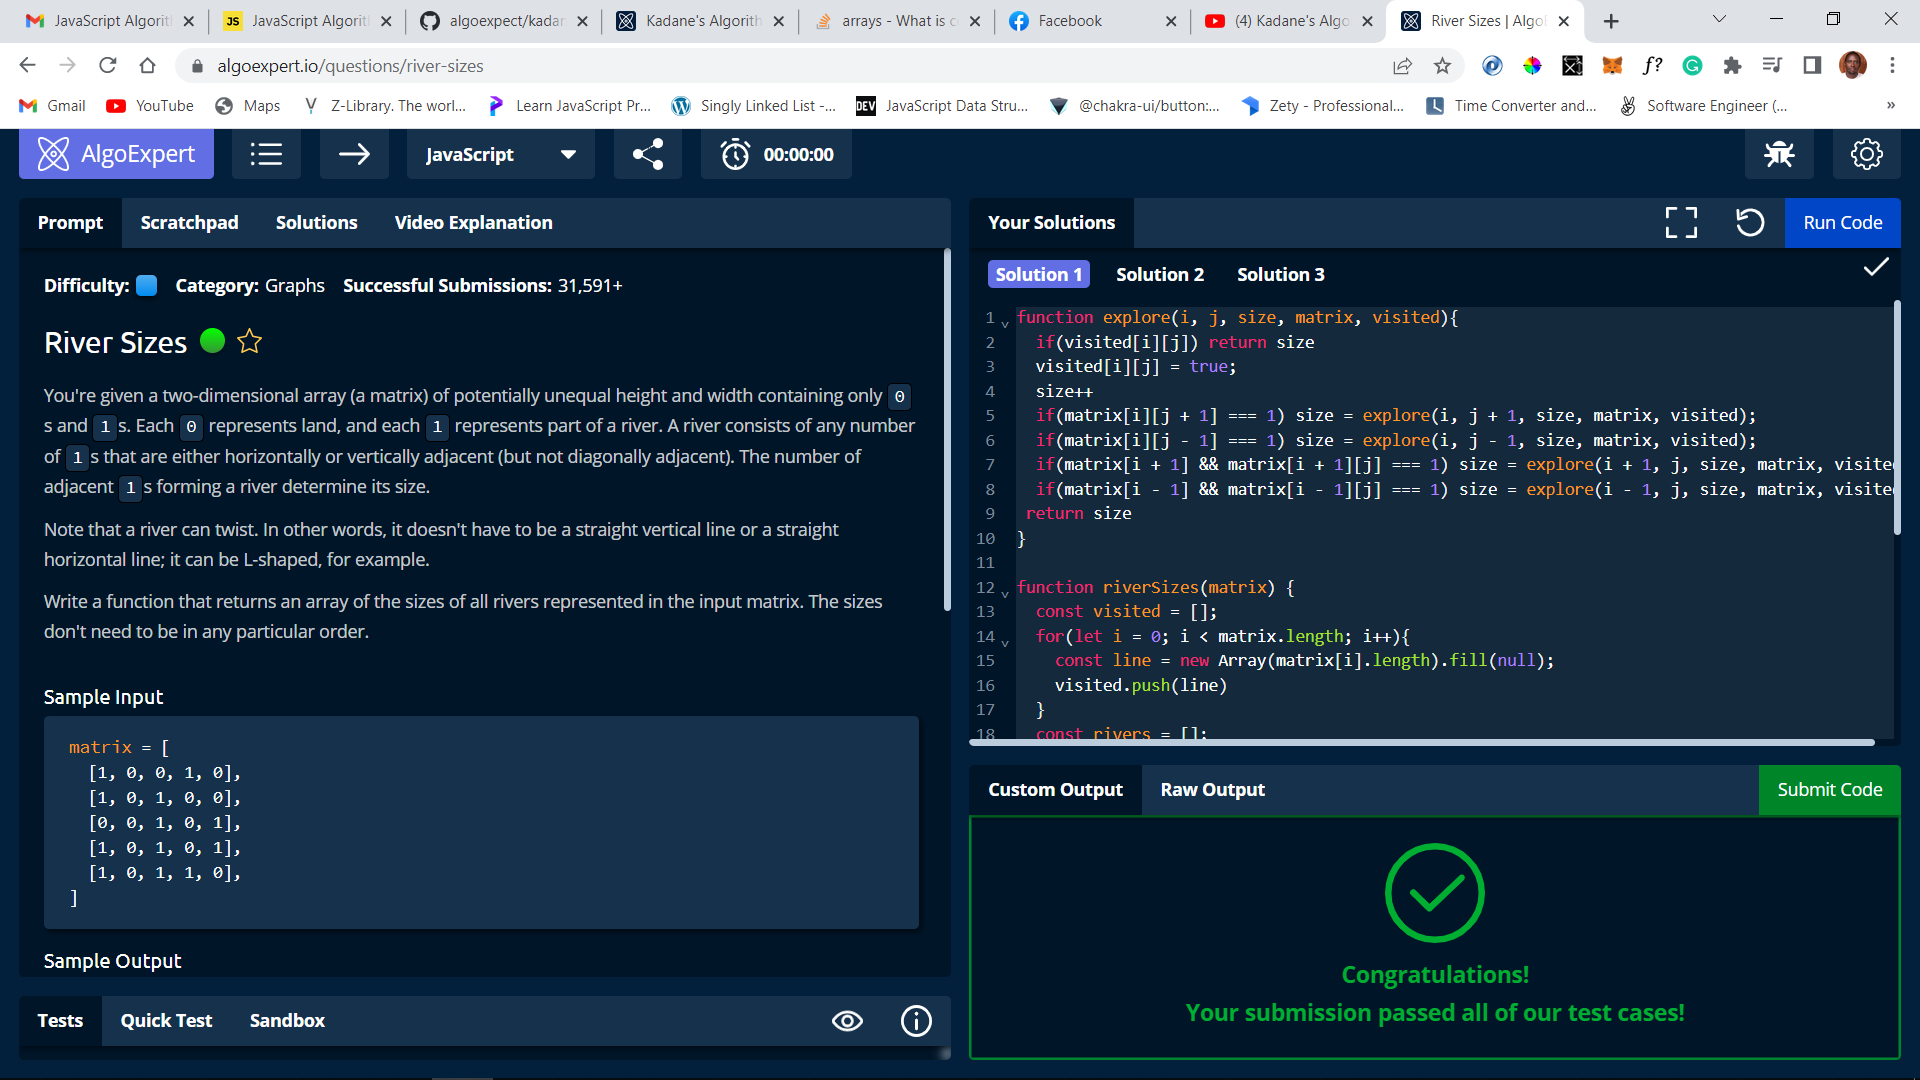 JavaScript Algorit
JavaScript Algorit
algoexpect/kadar
Kadane's Algorith
arrays - What is c
Facebook
(4) Kadane's Algo
River Sizes | Algo
algoexpert.io/questions/river-sizes
Gmail
YouTube
Maps
Z-Library. The worl...
Learn JavaScript Pr...
Singly Linked List -...
JavaScript Data Stru...
@chakra-ui/button:...
Zety - Professional...
Time Converter and...
Software Engineer (...
»
AlgoExpert
JavaScript
00:00:00
Prompt
Scratchpad
Solutions
Video Explanation
Difficulty: Category: Graphs Successful Submissions: 31,591+
River Sizes
You're given a two-dimensional array (a matrix) of potentially unequal height and width containing only 0
s and 1 s. Each 0 represents land, and each 1 represents part of a river. A river consists of any number
of 1 s that are either horizontally or vertically adjacent (but not diagonally adjacent). The number of
adjacent 1 s forming a river determine its size.
Note that a river can twist. In other words, it doesn't have to be a straight vertical line or a straight
horizontal line; it can be L-shaped, for example.
Write a function that returns an array of the sizes of all rivers represented in the input matrix. The sizes
don't need to be in any particular order.
Sample Input
matrix = [
[1, 0, 0, 1, 0],
[1, 0, 1, 0, 0],
[0, 0, 1, 0, 1],
[1, 0, 1, 0, 1],
[1, 0, 1, 1, 0],
]
Sample Output
Tests
Quick Test
Sandbox
Your Solutions
Run Code
Solution 1
Solution 2
Solution 3
1 function explore(i, j, size, matrix, visited){
2 if(visited[i][j]) return size
3 visited[i][j] = true;
4 size++
5 if(matrix[i][j + 1] === 1) size = explore(i, j + 1, size, matrix, visited);
6 if(matrix[i][j - 1] === 1) size = explore(i, j - 1, size, matrix, visited);
7 if(matrix[i + 1] && matrix[i + 1][j] === 1) size = explore(i + 1, j, size, matrix, visite
8 if(matrix[i - 1] && matrix[i - 1][j] === 1) size = explore(i - 1, j, size, matrix, visite
9 return size
10 }
11
12 function riverSizes(matrix) {
13 const visited = [];
14 for(let i = 0; i < matrix.length; i++){
15 const line = new Array(matrix[i].length).fill(null);
16 visited.push(line)
17 }
18 const rivers = [];
Custom Output
Raw Output
Submit Code
Congratulations!
Your submission passed all of our test cases!